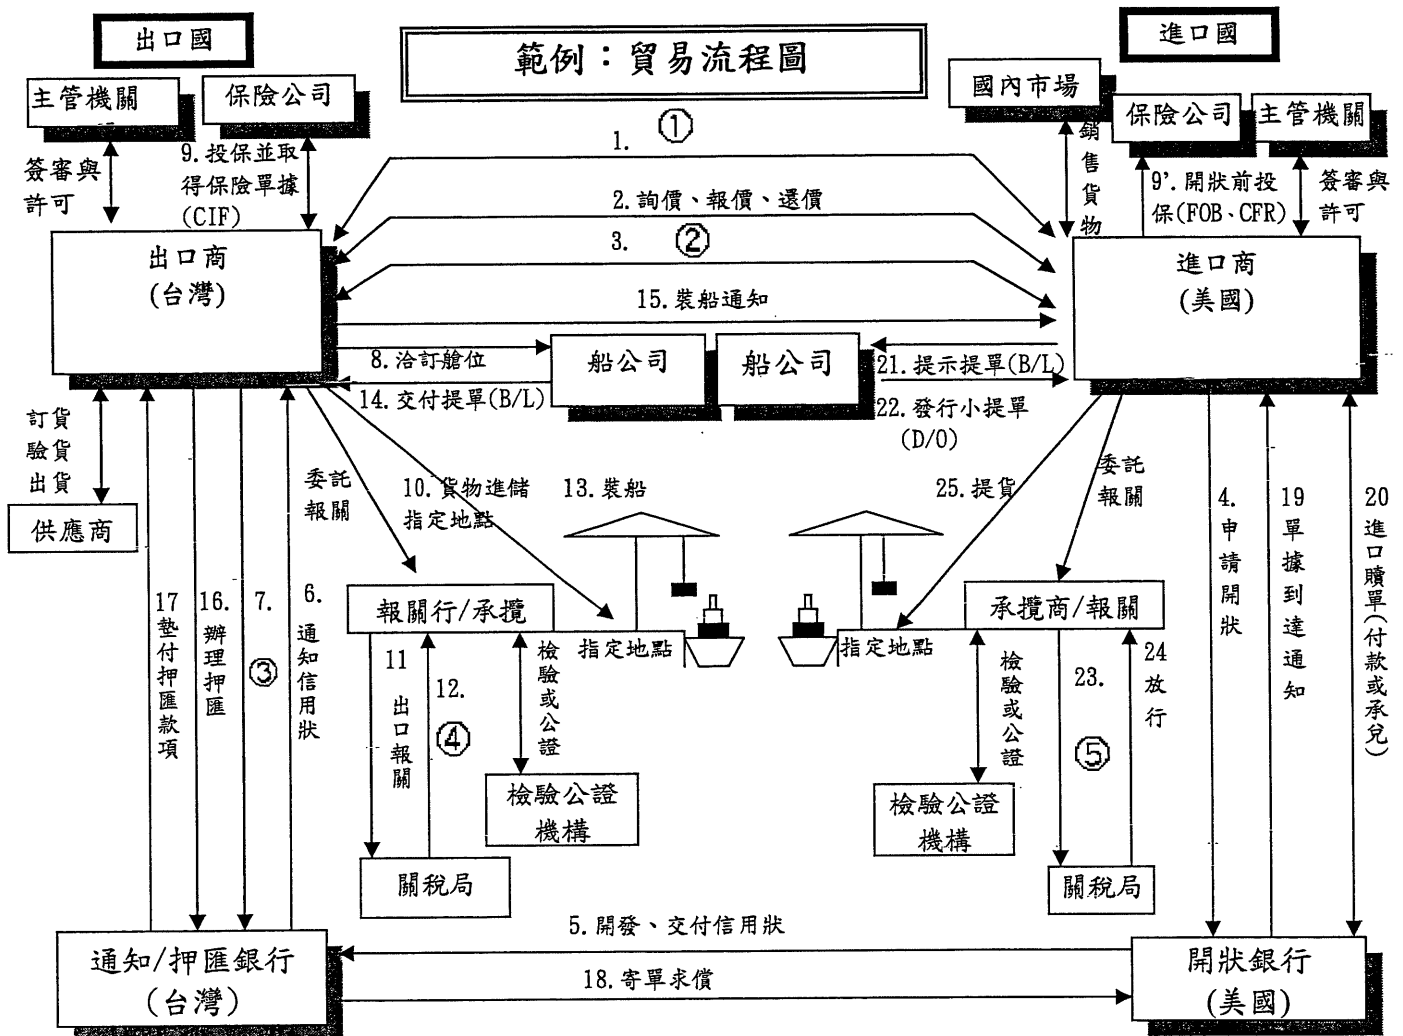 出口國
範例：貿易流程圖
進口國
主管機關
保險公司
國內市場
保險公司
主管機關
簽審與
許可
9.投保並取
得保險單據
(CIF)
1.
①
銷售貨物
9'.開狀前投
保(FOB、CFR)
簽審與
許可
2.詢價、報價、還價
3.
②
出口商
(台灣)
進口商
(美國)
15.裝船通知
8.洽訂艙位
船公司
船公司
21.提示提單(B/L)
14.交付提單(B/L)
22.發行小提單
(D/O)
訂貨
驗貨
出貨
供應商
委託
報關
10.貨物進儲
指定地點
13.裝船
25.提貨
委託
報關
4.申請開狀
19單據到達通知
20進口贖單(付款或承兌)
17墊付押匯款項
16.辦理押匯
7.
③
6.通知信用狀
報關行/承攬
指定地點
指定地點
承攬商/報關
11出口報關
12.
④
檢驗或公證
檢驗或公證
23.
⑤
24放行
檢驗公證
機構
檢驗公證
機構
關稅局
關稅局
5.開發、交付信用狀
通知/押匯銀行
(台灣)
18.寄單求償
開狀銀行
(美國)